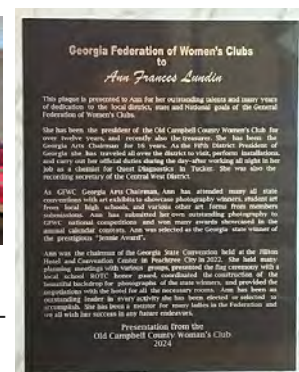 Georgia Federation of Women's Clubs
to
Ann Frances Lundin
This plaque is presented to Ann for her outstanding talents and many years
of dedication to the local district, state and National goals of the General
Federation of Women's Clubs.
She has been the president of the Old Campbell County Women's Club for
over twelve years, and recently also the treasurer. She has been the
Georgia Arts Chairman for 16 years. As the Fifth District President of
Georgia she has traveled all over the district to visit, perform installations,
and carry out her official duties during the day-after working all night in her
job as a chemist for Quest Diagnostics in Tucker. She was also the
recording secretary of the Central West District.
As GFWC Georgia Arts Chairman, Ann has attended many all state
conventions with art exhibits to showcase photography winners, student art
from local high schools, and various other art forms from members
submissions. Ann has submitted her own outstanding photography to
GFWC national competitions and won many awards showcased in the
annual calendar contests. Ann was selected as the Georgia state winner of
the prestigious "Jennie Award".
Ann was the chairman of the Georgia State Convention held at the Hilton
Hotel and Convention Center in Peachtree City in 2022. She held many
planning meetings with various groups, presented the flag ceremony with a
local school ROTC honor guard, coordinated the construction of the
beautiful backdrop for photographs of the state winners, and provided the
negotiations with the hotel for all the necessary rooms. Ann has been an
outstanding leader in every activity she has been elected or selected to
accomplish. She has been a mentor for many ladies in the Federation and
we all wish her success in any future endeavors.
Presentation from the
Old Campbell County Woman's Club
2024